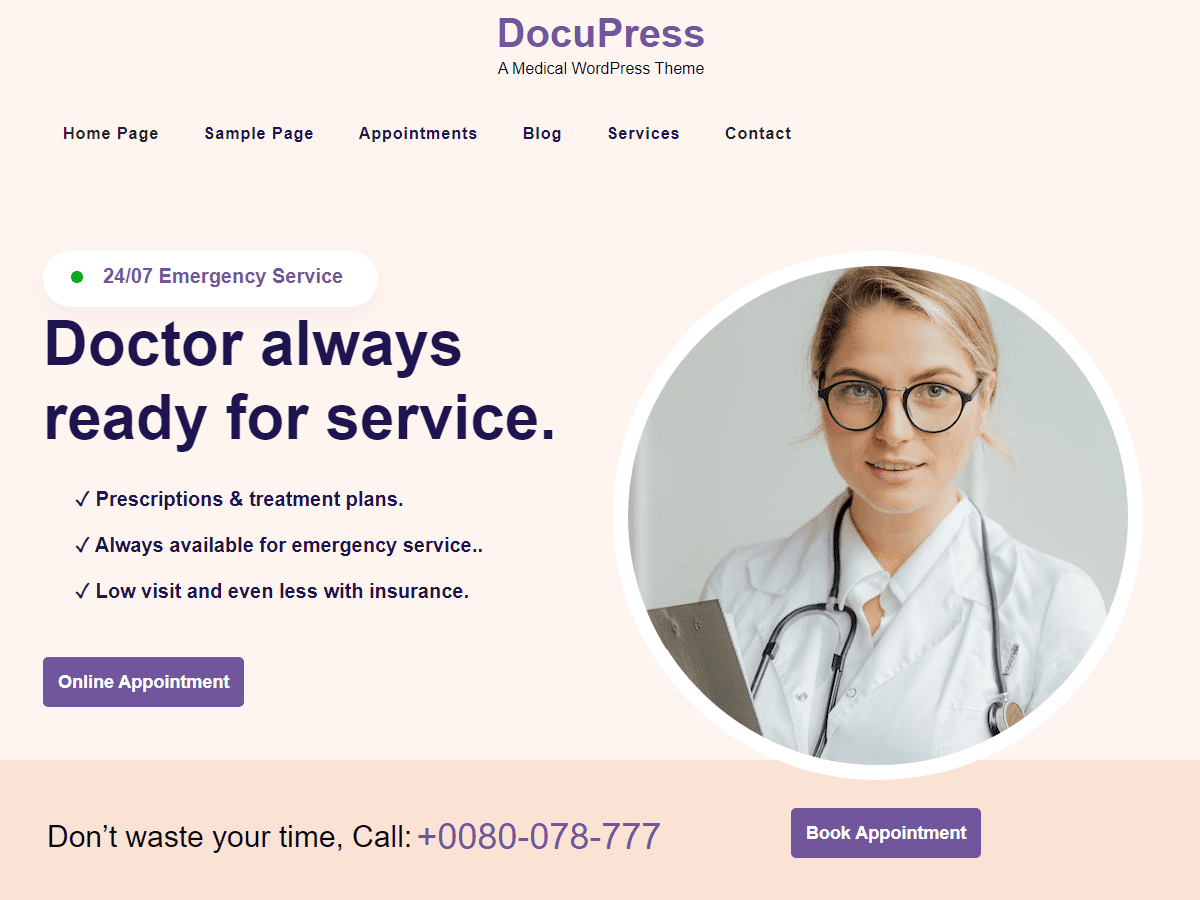 DocuPress
A Medical WordPress Theme
Home Page Sample Page Appointments Blog Services Contact
24/07 Emergency Service
Doctor always
ready for service.
✓ Prescriptions & treatment plans.
✓ Always available for emergency service..
✓ Low visit and even less with insurance.
Online Appointment
Don’t waste your time, Call: +0080-078-777
Book Appointment